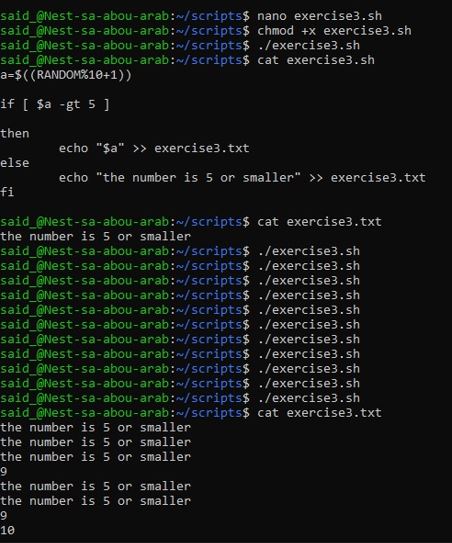 said_@Nest-sa-abou-arab:~/scripts$ nano exercise3.sh
said_@Nest-sa-abou-arab:~/scripts$ chmod +x exercise3.sh
said_@Nest-sa-abou-arab:~/scripts$ ./exercise3.sh
said_@Nest-sa-abou-arab:~/scripts$ cat exercise3.sh
a=$((RANDOM%10+1))
if [ $a -gt 5 ]
then
echo "$a" >> exercise3.txt
else
echo "the number is 5 or smaller" >> exercise3.txt
fi
said_@Nest-sa-abou-arab:~/scripts$ cat exercise3.txt
the number is 5 or smaller
said_@Nest-sa-abou-arab:~/scripts$ ./exercise3.sh
said_@Nest-sa-abou-arab:~/scripts$ ./exercise3.sh
said_@Nest-sa-abou-arab:~/scripts$ ./exercise3.sh
said_@Nest-sa-abou-arab:~/scripts$ ./exercise3.sh
said_@Nest-sa-abou-arab:~/scripts$ ./exercise3.sh
said_@Nest-sa-abou-arab:~/scripts$ ./exercise3.sh
said_@Nest-sa-abou-arab:~/scripts$ ./exercise3.sh
said_@Nest-sa-abou-arab:~/scripts$ ./exercise3.sh
said_@Nest-sa-abou-arab:~/scripts$ ./exercise3.sh
said_@Nest-sa-abou-arab:~/scripts$ ./exercise3.sh
said_@Nest-sa-abou-arab:~/scripts$ ./exercise3.sh
said_@Nest-sa-abou-arab:~/scripts$ cat exercise3.txt
the number is 5 or smaller
the number is 5 or smaller
the number is 5 or smaller
9
the number is 5 or smaller
the number is 5 or smaller
9
10